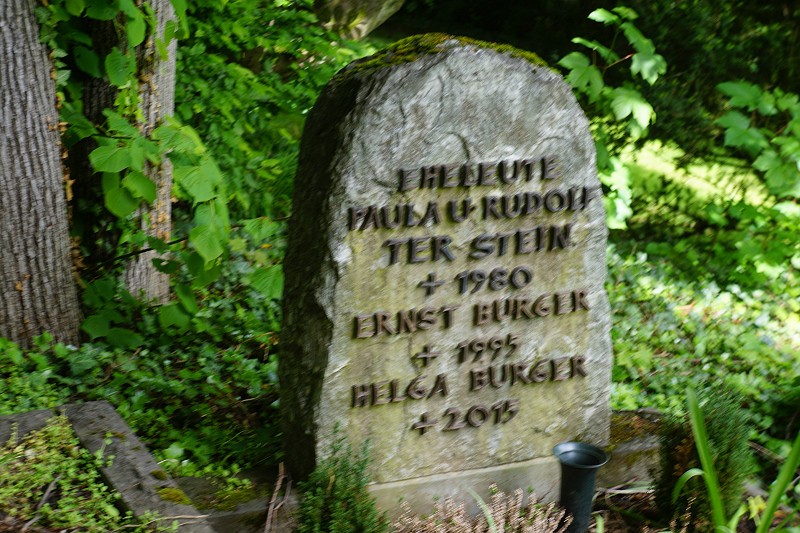 EHELEUTE
PAULA U. RUDOLF
TER STEIN
+ 1980
ERNST BURGER
+ 1995
HELGA BURGER
+ 2015